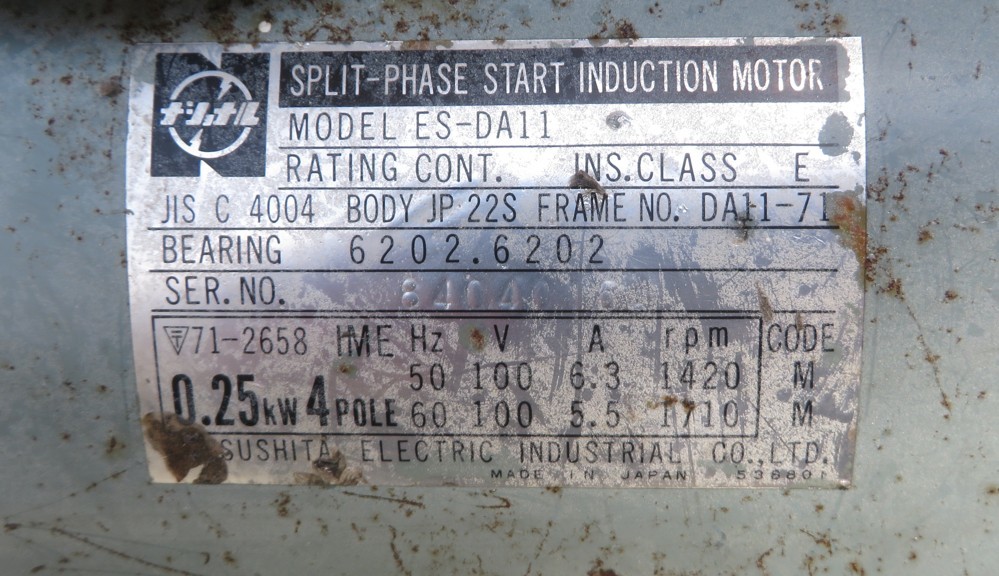 ナショナル
SPLIT-PHASE START INDUCTION MOTOR
MODEL ES-DA11
RATING CONT. INS.CLASS E
JIS C 4004 BODY JP 22S FRAME NO. DA11-71
BEARING 6202.6202
SER. NO.
71-2658 IME Hz V A rpm CODE
50 100 6.3 1420 M
0.25kW 4 POLE 60 100 5.5 1710 M
SUSHITA ELECTRIC INDUSTRIAL CO.,LTD.
MADE IN JAPAN